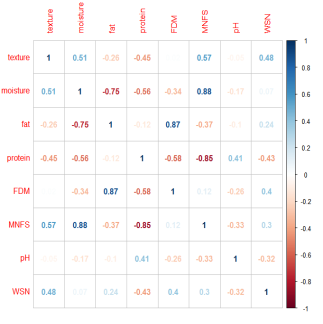 texture moisture fat protein FDM MNFS pH WSN
texture 1 0.51 -0.26 -0.45 0.57 0.48
moisture 0.51 1 -0.75 -0.56 -0.34 0.88 -0.17 0.07
fat -0.26 -0.75 1 -0.12 0.87 -0.37 -0.1 0.24
protein -0.45 -0.56 -0.12 1 -0.58 -0.85 0.41 -0.43
FDM -0.34 0.87 -0.58 1 0.12 -0.26 0.4
MNFS 0.57 0.88 -0.37 -0.85 0.12 1 -0.33 0.3
pH -0.17 -0.1 0.41 -0.26 -0.33 1 -0.32
WSN 0.48 0.07 0.24 -0.43 0.4 0.3 -0.32 1
1
0.8
0.6
0.4
0.2
0
-0.2
-0.4
-0.6
-0.8
-1